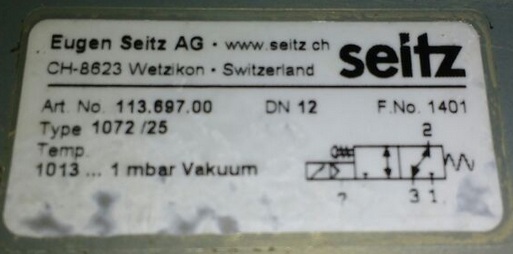 Eugen Seitz AG · www.seitz.ch
CH-8623 Wetzikon · Switzerland
seitz
Art. No. 113.697.00 DN 12 F.No. 1401
Type 1072 /25
Temp.
1013 ... 1 mbar Vakuum
2
3 1